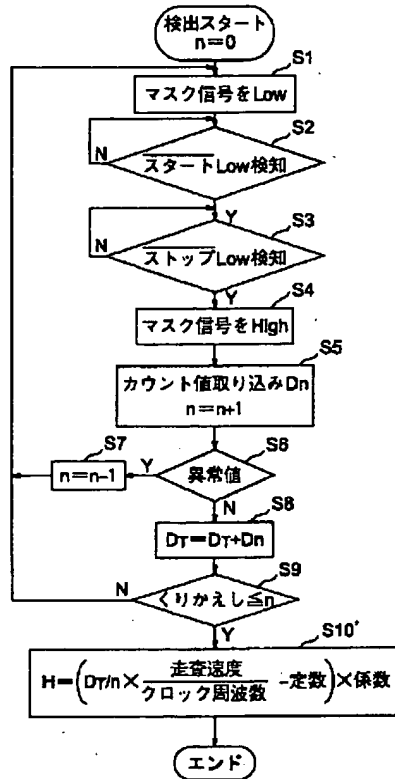 検出スタート
n=0
S1
マスク信号をLow
S2
スタートLow検知
N
Y
S3
ストップLow検知
N
Y
S4
マスク信号をHigh
S5
カウント値取り込みDn
n=n+1
S6
異常値
Y
N
S7
n=n-1
S8
DT=DT+Dn
S9
くりかえし≦n
N
Y
S10'
H=(DT/n×走査速度/クロック周波数-定数)×係数
エンド